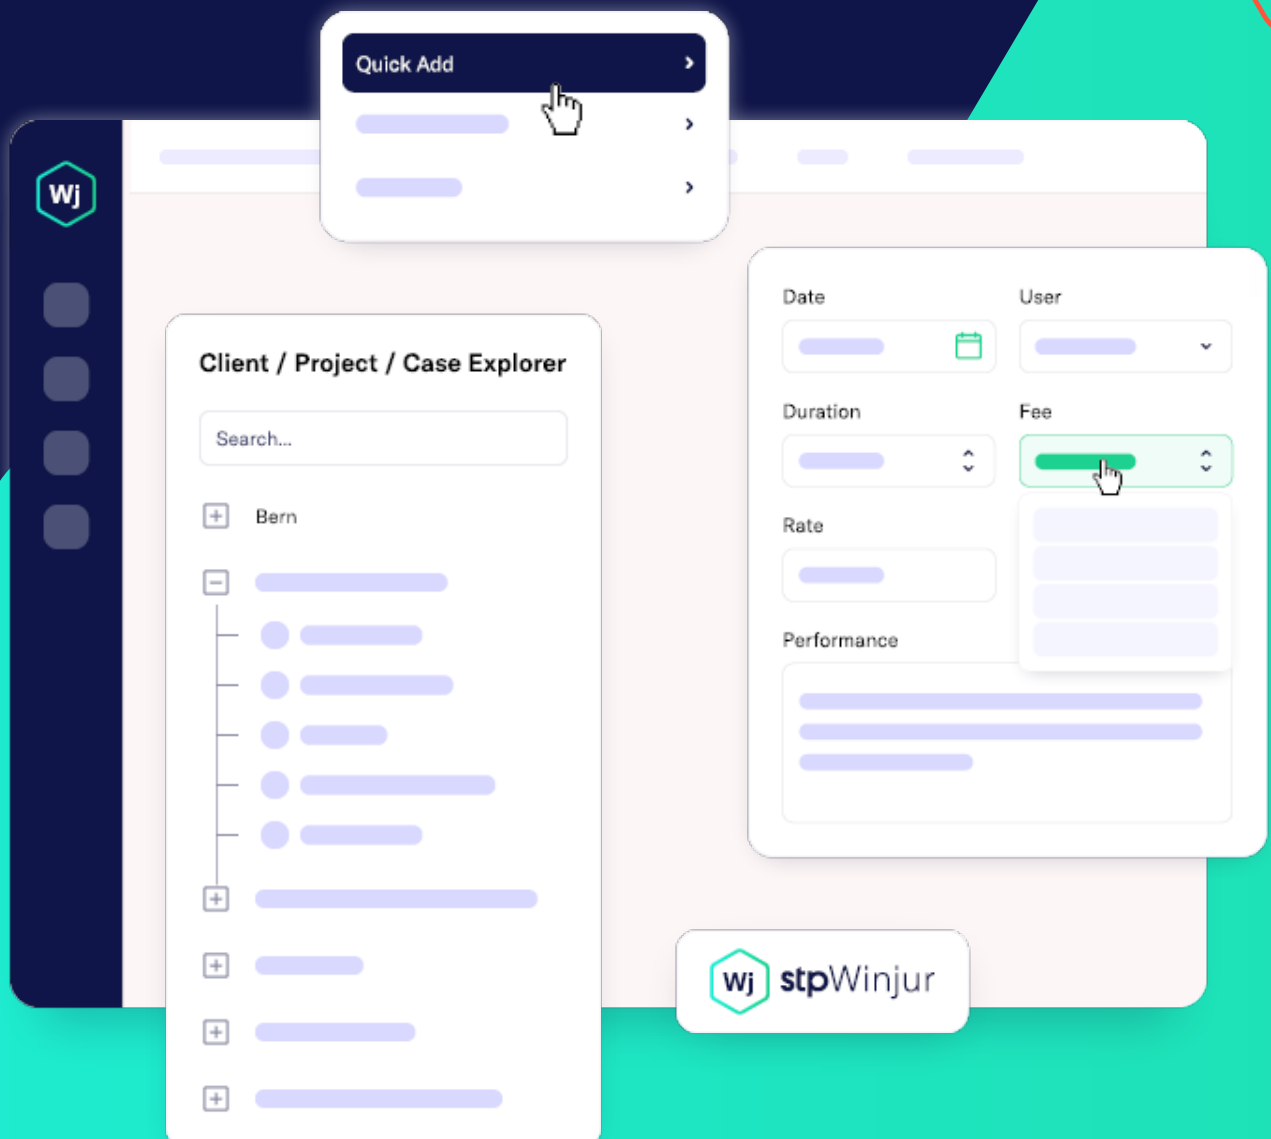 Quick Add
Wj
Client / Project / Case Explorer
Search...
Bern
Date
User
Duration
Fee
Rate
Performance
Wj stpWinjur